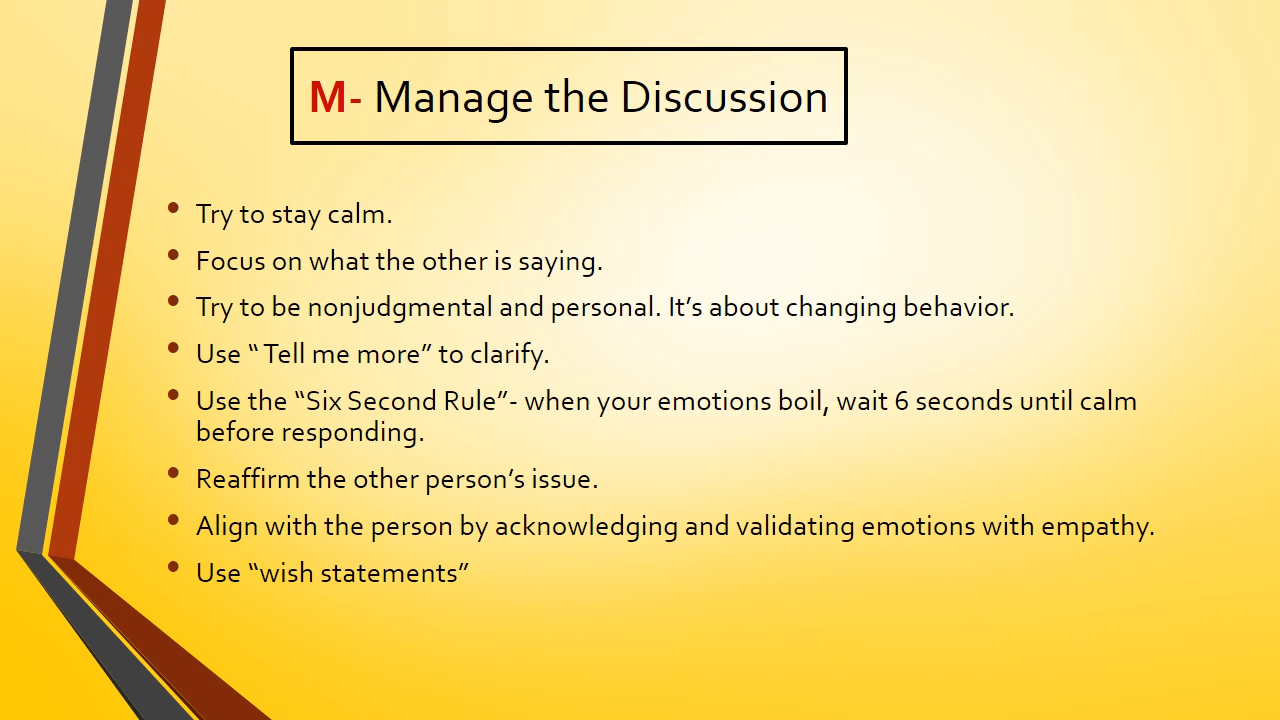 M- Manage the Discussion
• Try to stay calm.
• Focus on what the other is saying.
• Try to be nonjudgmental and personal. It’s about changing behavior.
• Use “ Tell me more” to clarify.
• Use the “Six Second Rule”- when your emotions boil, wait 6 seconds until calm
before responding.
• Reaffirm the other person’s issue.
• Align with the person by acknowledging and validating emotions with empathy.
• Use “wish statements”